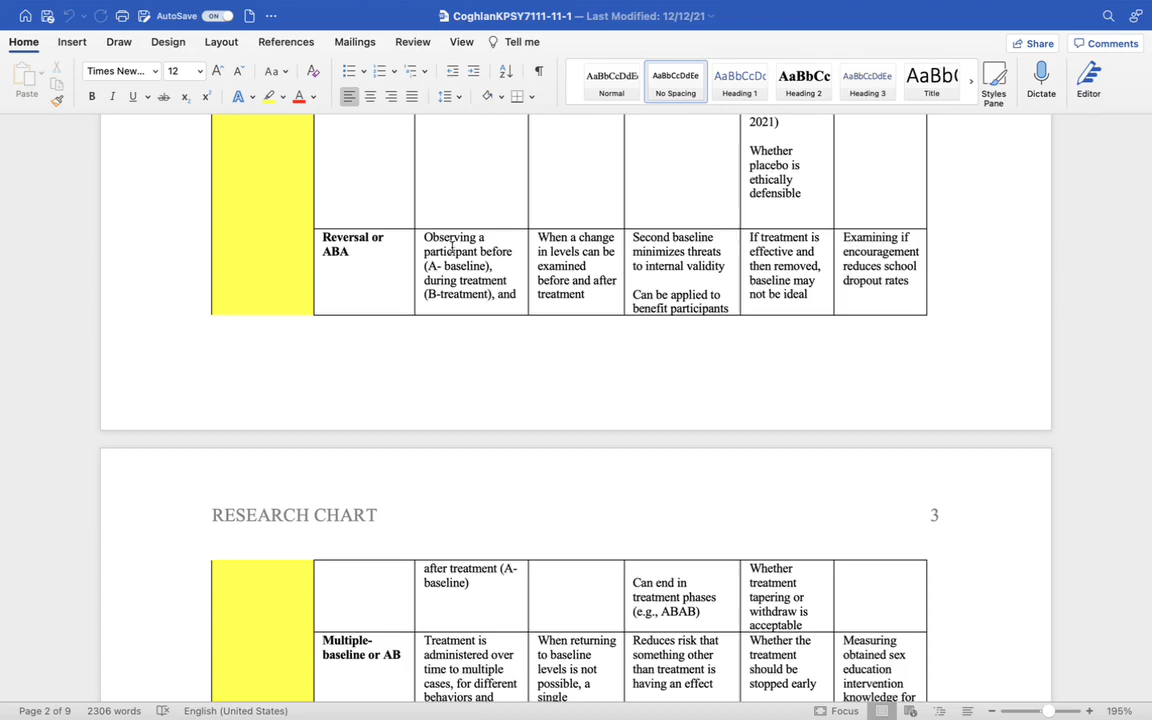 AutoSave ON ··· CoghlanKPSY7111-11-1 — Last Modified: 12/12/21
Home Insert Draw Design Layout References Mailings Review View Tell me Share Comments
Times New... 12 Aa
Paste
B I U ab x₂ x² A A
AaBbCcDdEe AaBbCcDdEe AaBbCcDc AaBbCc AaBbCcDdEe AaBb(
Normal No Spacing Heading 1 Heading 2 Heading 3 Title
Styles Pane
Dictate
Editor
2021)
Whether
placebo is
ethically
defensible
Reversal or
ABA
Observing a
participant before
(A- baseline),
during treatment
(B-treatment), and
When a change
in levels can be
examined
before and after
treatment
Second baseline
minimizes threats
to internal validity
Can be applied to
benefit participants
If treatment is
effective and
then removed,
baseline may
not be ideal
Examining if
encouragement
reduces school
dropout rates
RESEARCH CHART 3
after treatment (A-
baseline)
Can end in
treatment phases
(e.g., ABAB)
Whether
treatment
tapering or
withdraw is
acceptable
Multiple-
baseline or AB
Treatment is
administered over
time to multiple
cases, for different
behaviors and
When returning
to baseline
levels is not
possible, a
single
Reduces risk that
something other
than treatment is
having an effect
Whether the
treatment
should be
stopped early
Measuring
obtained sex
education
intervention
knowledge for
Page 2 of 9 2306 words English (United States) Focus 195%